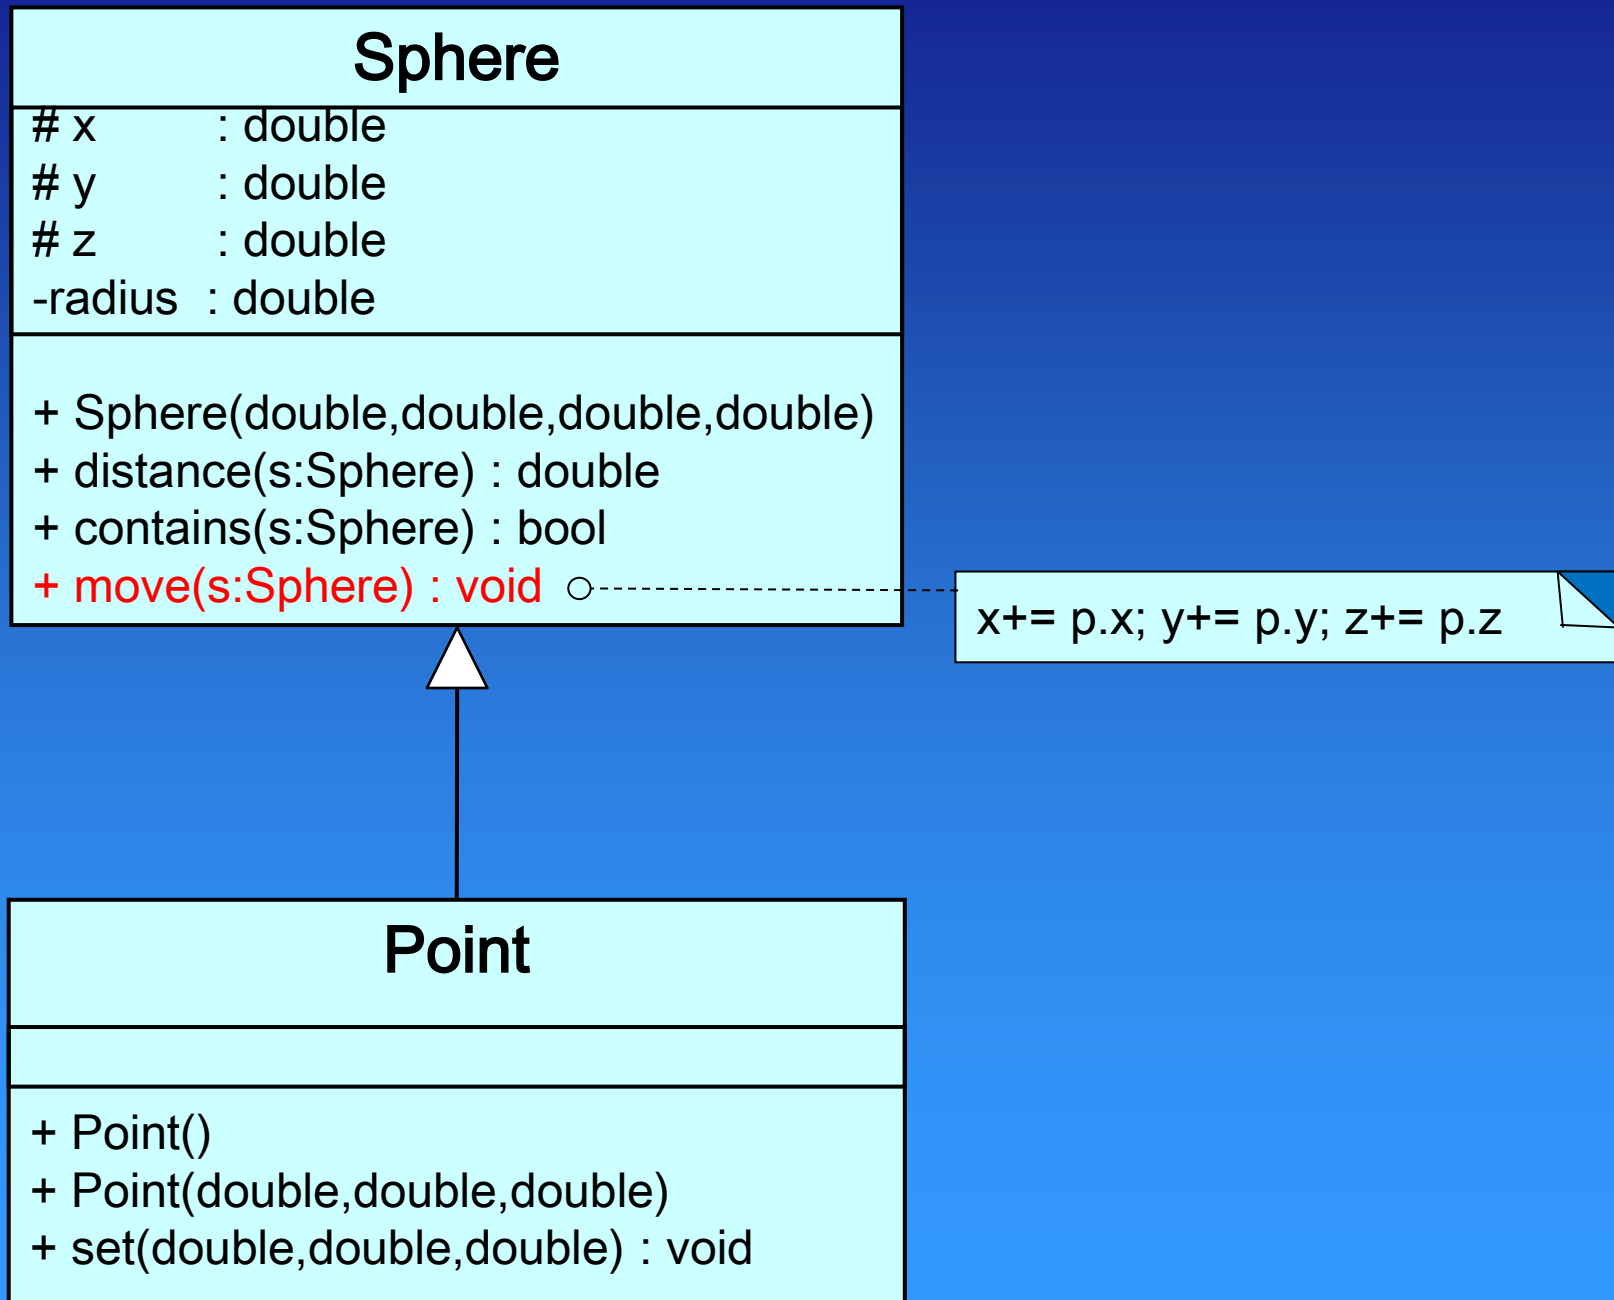 Sphere
# x : double
# y : double
# z : double
-radius : double
+ Sphere(double,double,double,double)
+ distance(s:Sphere) : double
+ contains(s:Sphere) : bool
+ move(s:Sphere) : void
x+= p.x; y+= p.y; z+= p.z
Point
+ Point()
+ Point(double,double,double)
+ set(double,double,double) : void